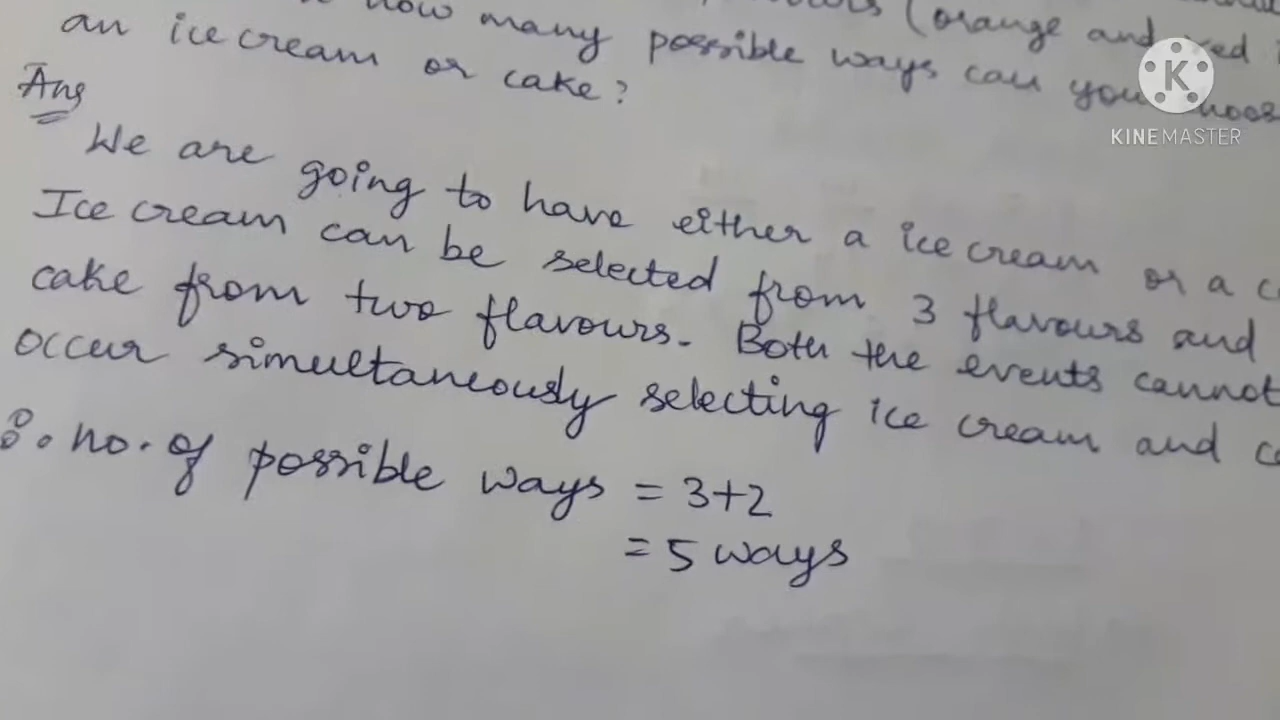 how many possible ways can you
(orange and
an ice cream or cake?
Ans
We are going to have either a ice cream or a
Ice cream can be selected from 3 flavours and
cake from two flavours. Both the events cannot
occur simultaneously selecting ice cream and
∴ no. of possible ways = 3+2
= 5 ways
K
KINEMASTER